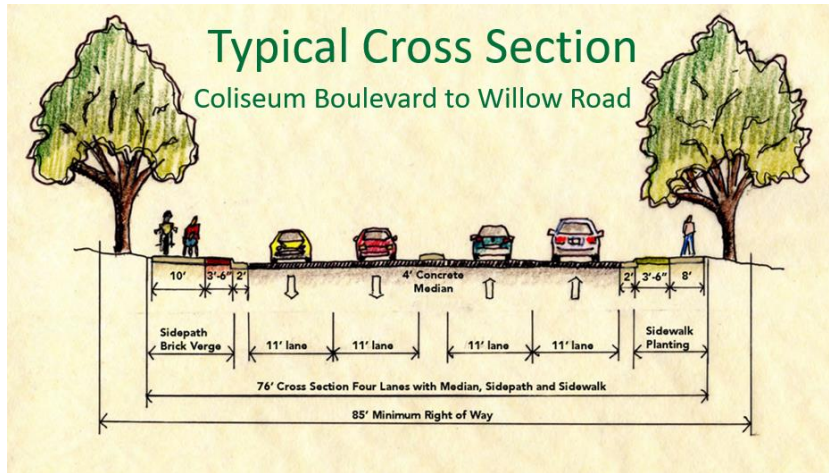 Typical Cross Section
Coliseum Boulevard to Willow Road
10' 3'-6" 2' 4' Concrete 2' 3'-6" 8'
Median
Sidepath
Brick Verge
11' lane 11' lane 11' lane 11' lane
Sidewalk
Planting
76' Cross Section Four Lanes with Median, Sidepath and Sidewalk
85' Minimum Right of Way